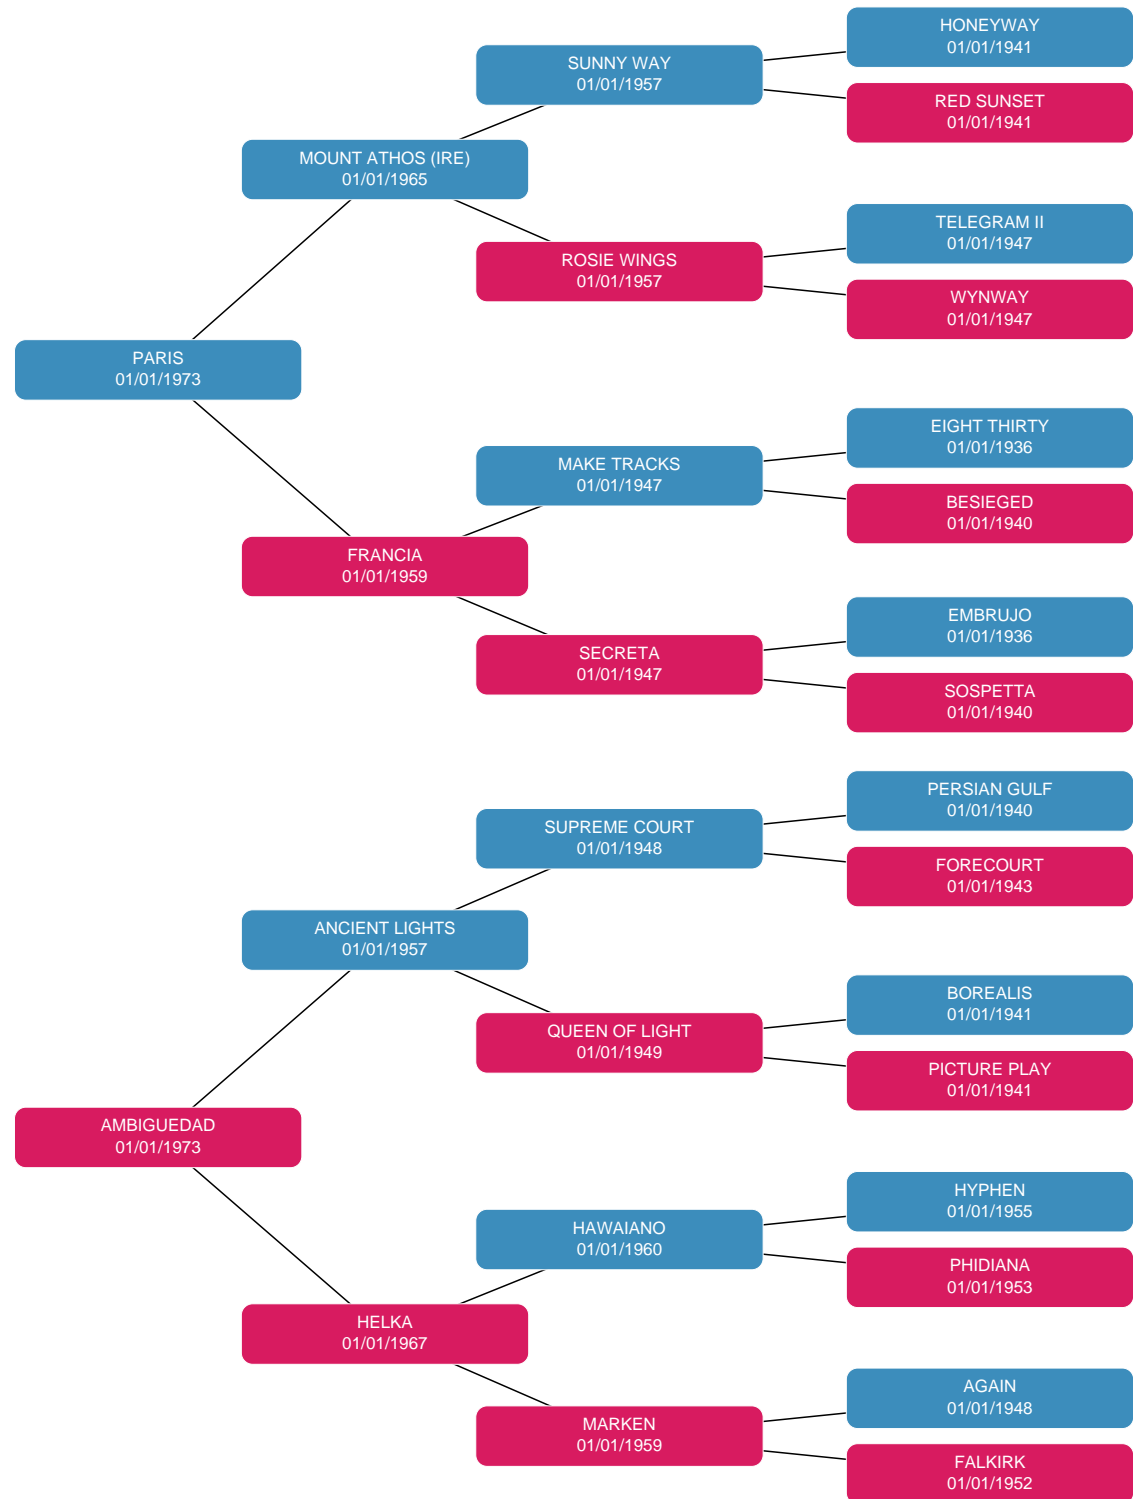 HONEYWAY
01/01/1941
SUNNY WAY
01/01/1957
RED SUNSET
01/01/1941
MOUNT ATHOS (IRE)
01/01/1965
TELEGRAM II
01/01/1947
ROSIE WINGS
01/01/1957
WYNWAY
01/01/1947
PARIS
01/01/1973
EIGHT THIRTY
01/01/1936
MAKE TRACKS
01/01/1947
BESIEGED
01/01/1940
FRANCIA
01/01/1959
EMBRUJO
01/01/1936
SECRETA
01/01/1947
SOSPETTA
01/01/1940
PERSIAN GULF
01/01/1940
SUPREME COURT
01/01/1948
FORECOURT
01/01/1943
ANCIENT LIGHTS
01/01/1957
BOREALIS
01/01/1941
QUEEN OF LIGHT
01/01/1949
PICTURE PLAY
01/01/1941
AMBIGUEDAD
01/01/1973
HYPHEN
01/01/1955
HAWAIANO
01/01/1960
PHIDIANA
01/01/1953
HELKA
01/01/1967
AGAIN
01/01/1948
MARKEN
01/01/1959
FALKIRK
01/01/1952